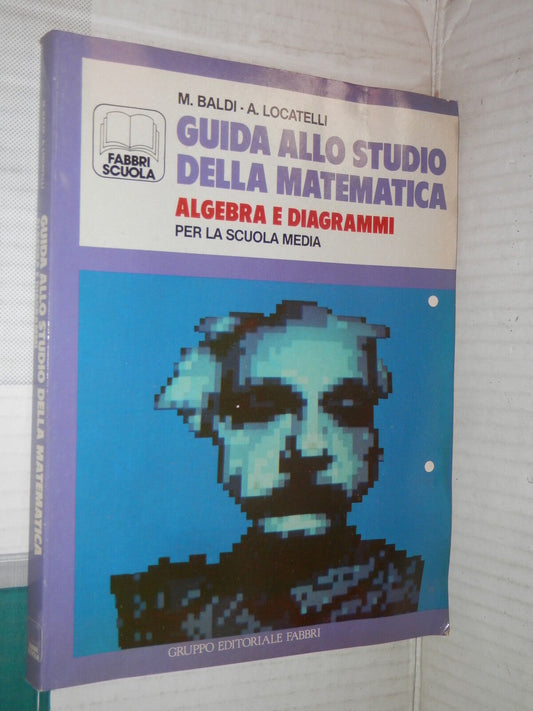 M. BALDI - A. LOCATELLI
GUIDA ALLO STUDIO
DELLA MATEMATICA
ALGEBRA E DIAGRAMMI
PER LA SCUOLA MEDIA
FABBRI
SCUOLA
GRUPPO EDITORIALE FABBRI
GUIDA ALLO STUDIO DELLA MATEMATICA